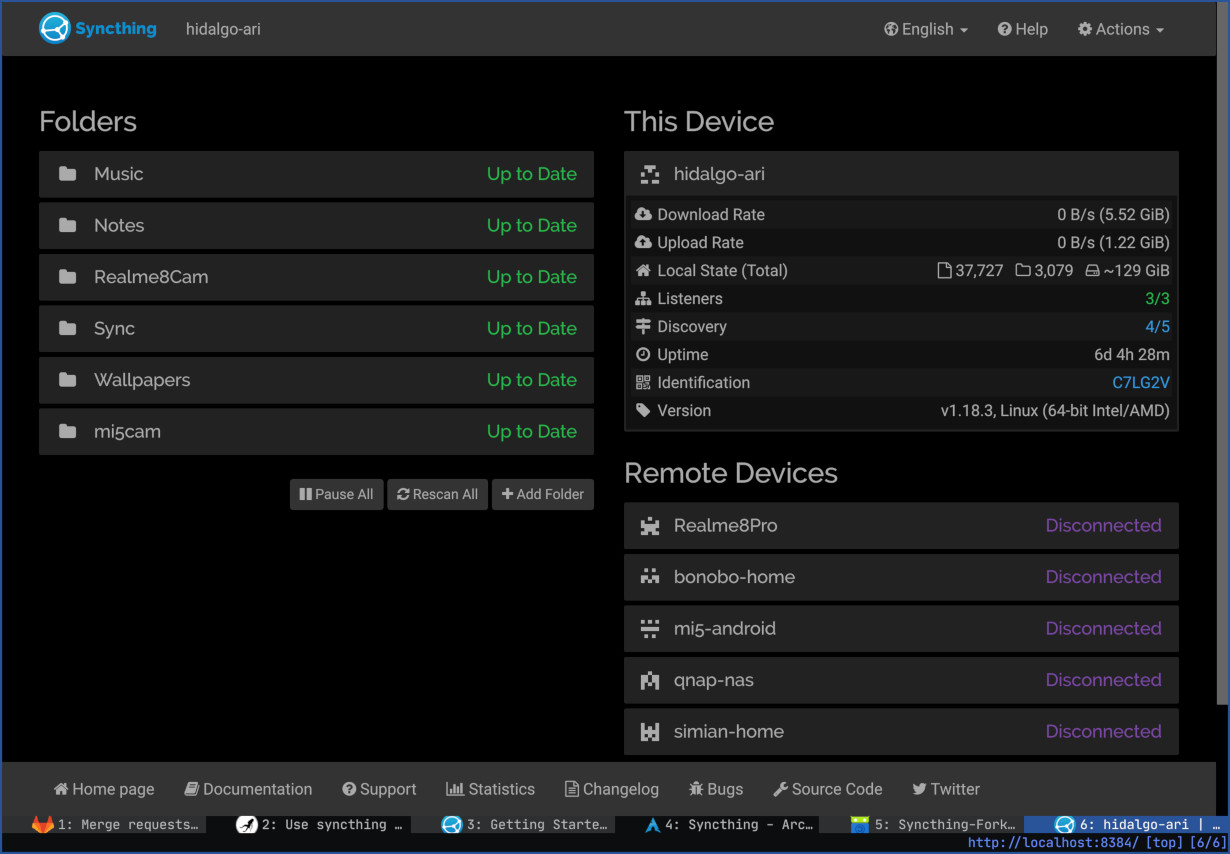 Syncthing hidalgo-ari English Help Actions
Folders
Music Up to Date
Notes Up to Date
Realme8Cam Up to Date
Sync Up to Date
Wallpapers Up to Date
mi5cam Up to Date
Pause All Rescan All Add Folder
This Device
hidalgo-ari
Download Rate 0 B/s (5.52 GiB)
Upload Rate 0 B/s (1.22 GiB)
Local State (Total) 37,727 3,079 ~129 GiB
Listeners 3/3
Discovery 4/5
Uptime 6d 4h 28m
Identification C7LG2V
Version v1.18.3, Linux (64-bit Intel/AMD)
Remote Devices
Realme8Pro Disconnected
bonobo-home Disconnected
mi5-android Disconnected
qnap-nas Disconnected
simian-home Disconnected
Home page Documentation Support Statistics Changelog Bugs Source Code Twitter
1: Merge requests… 2: Use syncthing … 3: Getting Starte… 4: Syncthing - Arc… 5: Syncthing-Fork… 6: hidalgo-ari | …
http://localhost:8384/ [top] [6/6]